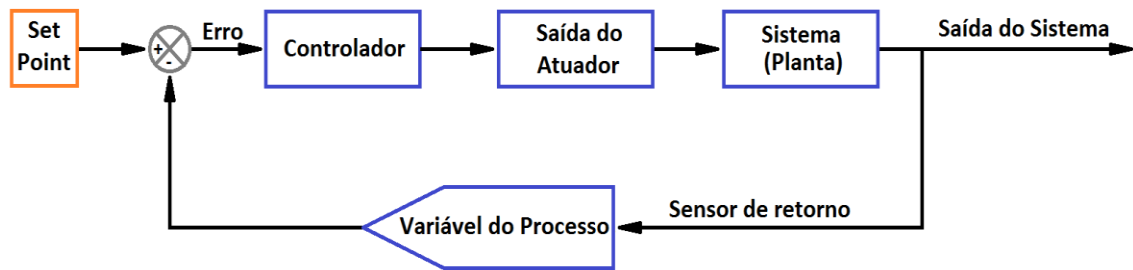 Set
Point
+
-
Erro
Controlador
Saída do
Atuador
Sistema
(Planta)
Saída do Sistema
Variável do Processo
Sensor de retorno